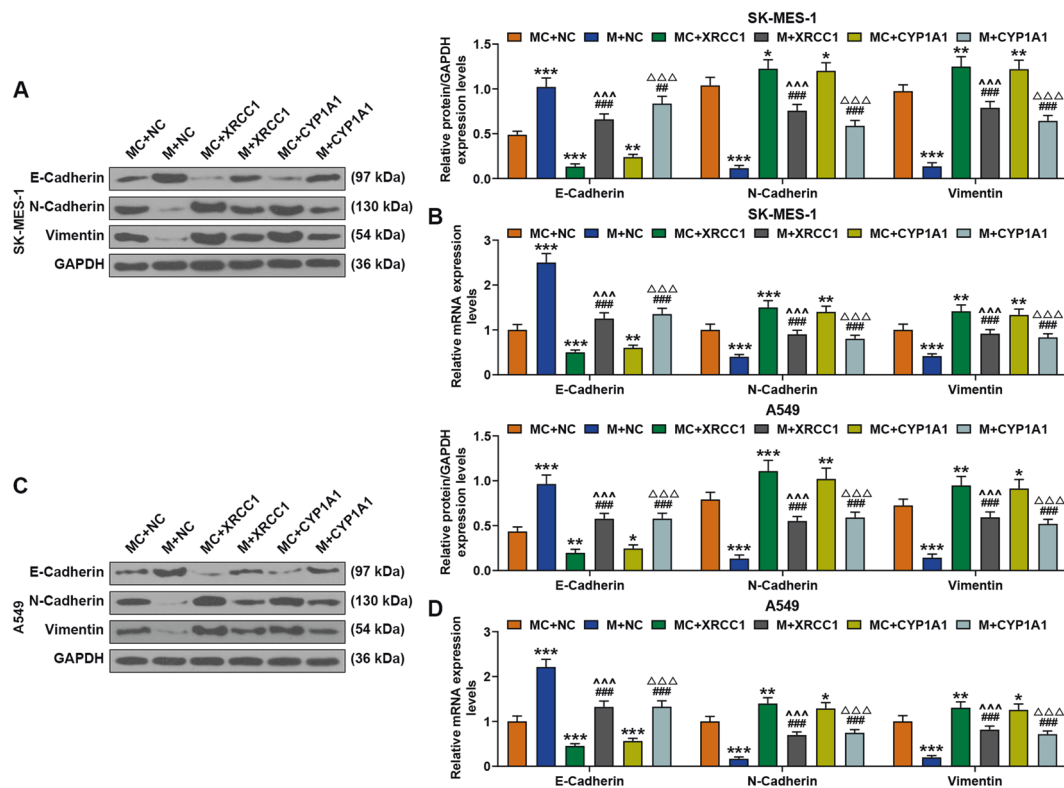 A
MC+NC
M+NC
MC+XRCC1
M+XRCC1
MC+CYP1A1
M+CYP1A1
SK-MES-1
E-Cadherin (97 kDa)
N-Cadherin (130 kDa)
Vimentin (54 kDa)
GAPDH (36 kDa)
SK-MES-1
MC+NC M+NC MC+XRCC1 M+XRCC1 MC+CYP1A1 M+CYP1A1
Relative protein/GAPDH
expression levels
1.5
1.0
0.5
0.0
*** *** ^^^ ### ** △△△ ##
*** * ^^^ ### * △△△ ###
*** ** ^^^ ### ** △△△ ###
E-Cadherin N-Cadherin Vimentin
B
SK-MES-1
MC+NC M+NC MC+XRCC1 M+XRCC1 MC+CYP1A1 M+CYP1A1
Relative mRNA expression
levels
3
2
1
0
*** *** ^^^ ### ** △△△ ###
*** *** ^^^ ### ** △△△ ###
*** ** ^^^ ### ** △△△ ###
E-Cadherin N-Cadherin Vimentin
C
MC+NC
M+NC
MC+XRCC1
M+XRCC1
MC+CYP1A1
M+CYP1A1
A549
E-Cadherin (97 kDa)
N-Cadherin (130 kDa)
Vimentin (54 kDa)
GAPDH (36 kDa)
A549
MC+NC M+NC MC+XRCC1 M+XRCC1 MC+CYP1A1 M+CYP1A1
Relative protein/GAPDH
expression levels
1.5
1.0
0.5
0.0
*** ** ^^^ ### * △△△ ###
*** *** ^^^ ### ** △△△ ###
*** ** ^^^ ### * △△△ ###
E-Cadherin N-Cadherin Vimentin
D
A549
MC+NC M+NC MC+XRCC1 M+XRCC1 MC+CYP1A1 M+CYP1A1
Relative mRNA expression
levels
3
2
1
0
*** *** ^^^ ### *** △△△ ###
*** ** ^^^ ### * △△△ ###
*** ** ^^^ ### * △△△ ###
E-Cadherin N-Cadherin Vimentin